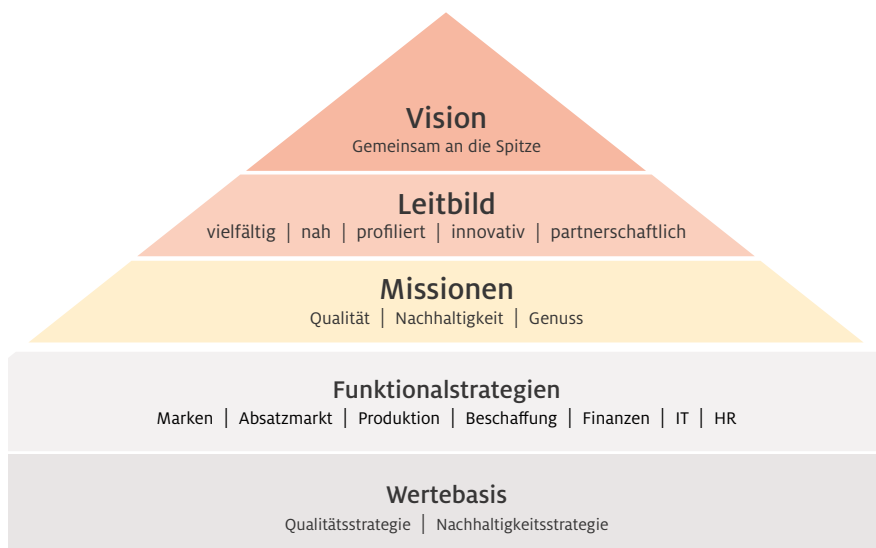 Vision
Gemeinsam an die Spitze
Leitbild
vielfältig | nah | profiliert | innovativ | partnerschaftlich
Missionen
Qualität | Nachhaltigkeit | Genuss
Funktionalstrategien
Marken | Absatzmarkt | Produktion | Beschaffung | Finanzen | IT | HR
Wertebasis
Qualitätsstrategie | Nachhaltigkeitsstrategie